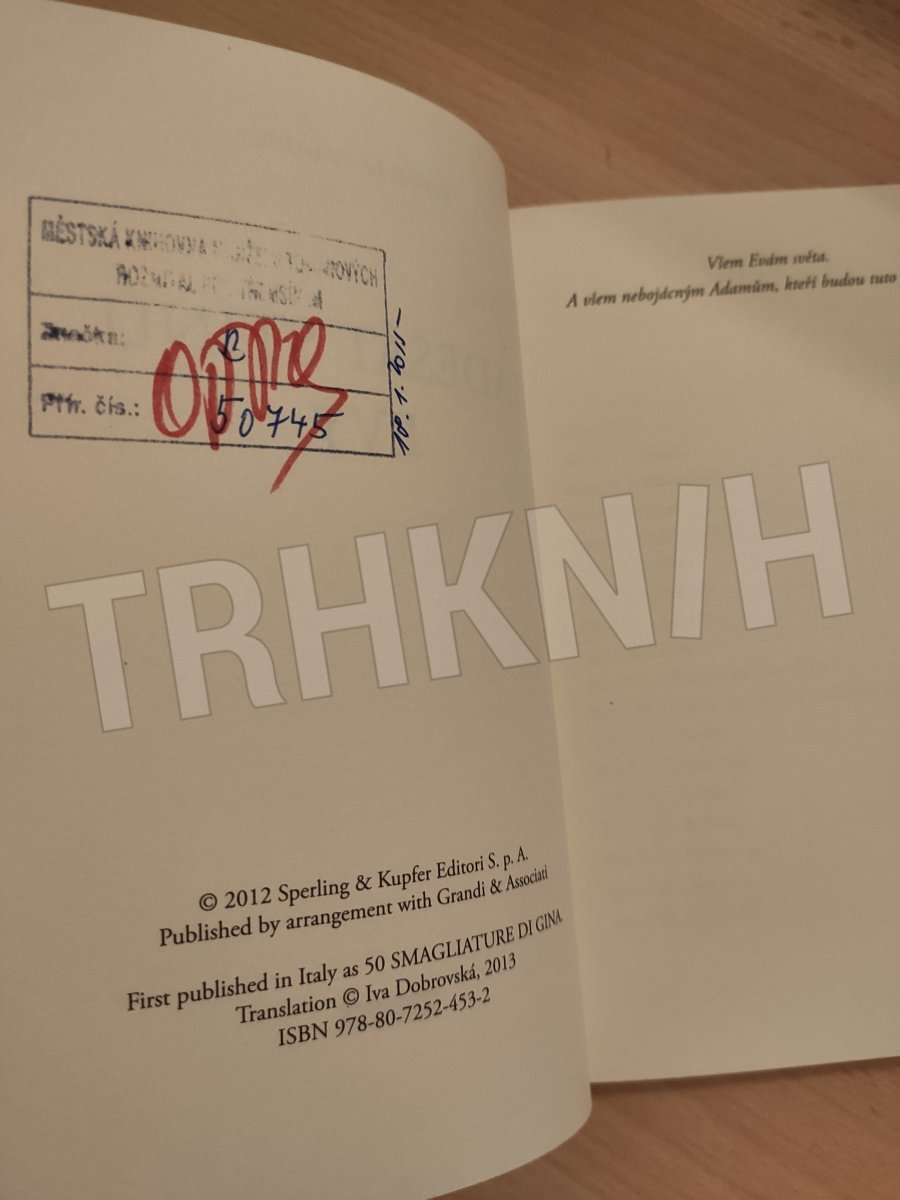 MĚSTSKÁ KNIHOVNA
Značka: R
Přír. čís.: 50745
18.1.
Všem Evám světa.
A všem nebojácným Adamům, kteří budou tuto
TRHKNIH
© 2012 Sperling & Kupfer Editori S. p. A.
Published by arrangement with Grandi & Associati
First published in Italy as 50 SMAGLIATURE DI GINA
Translation © Iva Dobrovská, 2013
ISBN 978-80-7252-453-2